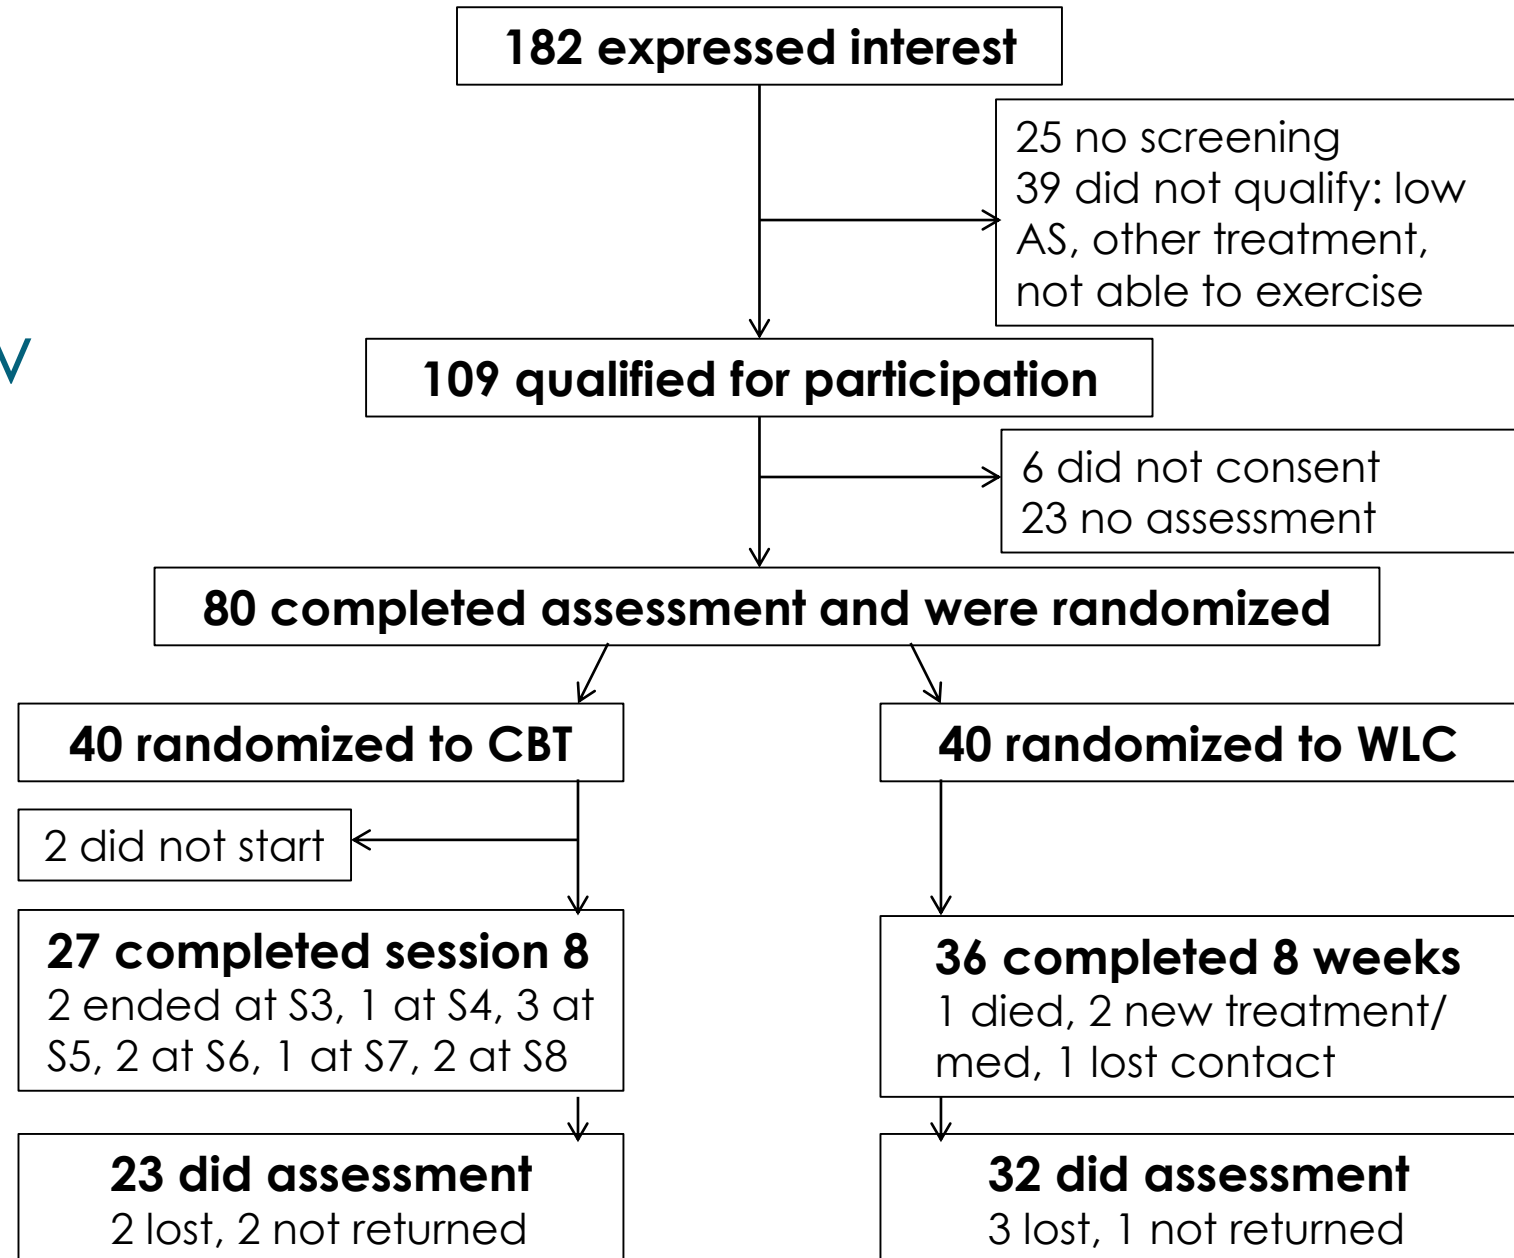 182 expressed interest
25 no screening
39 did not qualify: low
AS, other treatment,
not able to exercise
109 qualified for participation
6 did not consent
23 no assessment
80 completed assessment and were randomized
40 randomized to CBT
40 randomized to WLC
2 did not start
27 completed session 8
2 ended at S3, 1 at S4, 3 at
S5, 2 at S6, 1 at S7, 2 at S8
36 completed 8 weeks
1 died, 2 new treatment/
med, 1 lost contact
23 did assessment
2 lost, 2 not returned
32 did assessment
3 lost, 1 not returned